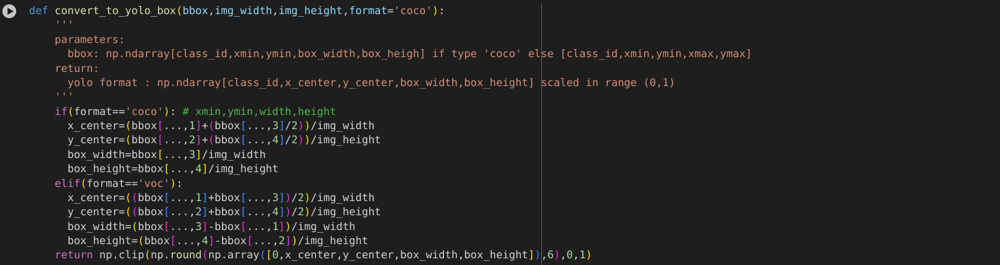 def convert_to_yolo_box(bbox,img_width,img_height,format='coco'):
'''
parameters:
bbox: np.ndarray[class_id,xmin,ymin,box_width,box_heigh] if type 'coco' else [class_id,xmin,ymin,xmax,ymax]
return:
yolo format : np.ndarray[class_id,x_center,y_center,box_width,box_height] scaled in range (0,1)
'''
if(format=='coco'): # xmin,ymin,width,height
x_center=(bbox[...,1]+(bbox[...,3]/2))/img_width
y_center=(bbox[...,2]+(bbox[...,4]/2))/img_height
box_width=bbox[...,3]/img_width
box_height=bbox[...,4]/img_height
elif(format=='voc'):
x_center=((bbox[...,1]+bbox[...,3])/2)/img_width
y_center=((bbox[...,2]+bbox[...,4])/2)/img_height
box_width=(bbox[...,3]-bbox[...,1])/img_width
box_height=(bbox[...,4]-bbox[...,2])/img_height
return np.clip(np.round(np.array([0,x_center,y_center,box_width,box_height]),6),0,1)